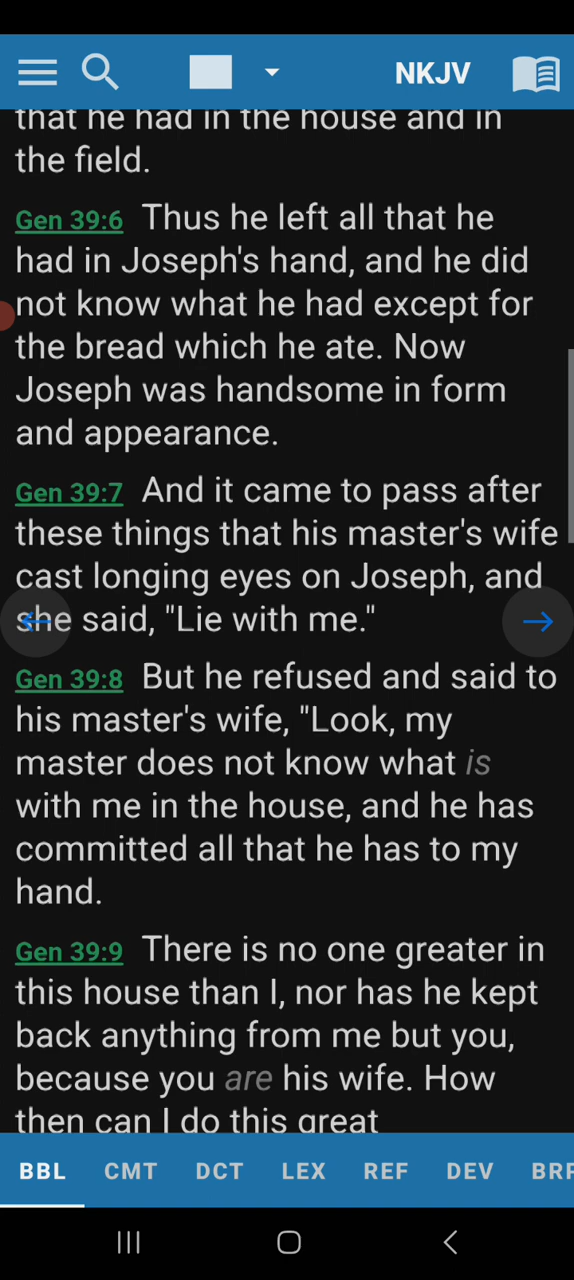 NKJV
that he had in the house and in
the field.
Gen 39:6 Thus he left all that he
had in Joseph's hand, and he did
not know what he had except for
the bread which he ate. Now
Joseph was handsome in form
and appearance.
Gen 39:7 And it came to pass after
these things that his master's wife
cast longing eyes on Joseph, and
she said, "Lie with me."
Gen 39:8 But he refused and said to
his master's wife, "Look, my
master does not know what is
with me in the house, and he has
committed all that he has to my
hand.
Gen 39:9 There is no one greater in
this house than I, nor has he kept
back anything from me but you,
because you are his wife. How
then can I do this great
BBL CMT DCT LEX REF DEV BRP